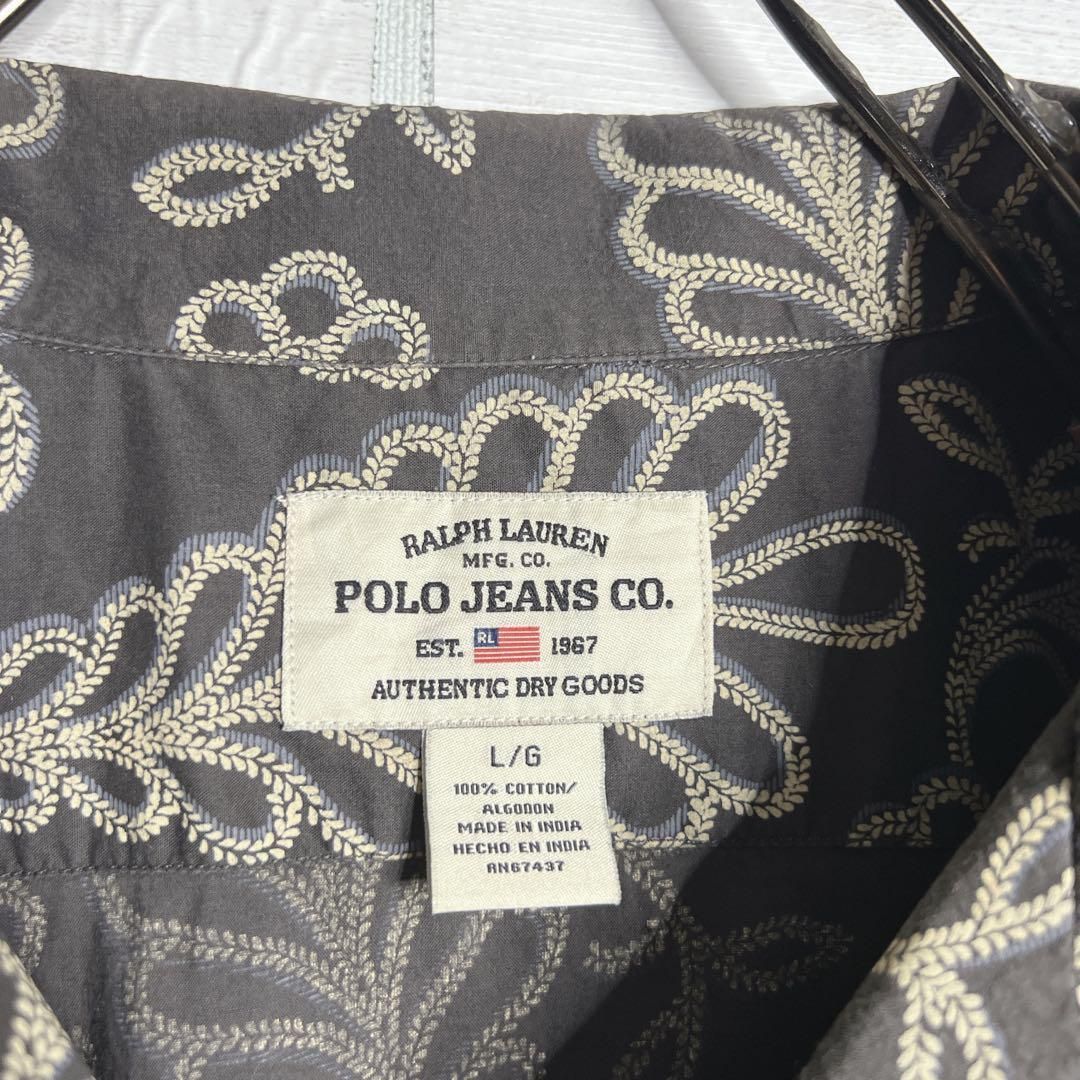 RALPH LAUREN
MFG. CO.
POLO JEANS CO.
EST. RL 1967
AUTHENTIC DRY GOODS
L/G
100% COTTON/
ALGODON
MADE IN INDIA
HECHO EN INDIA
RN67437